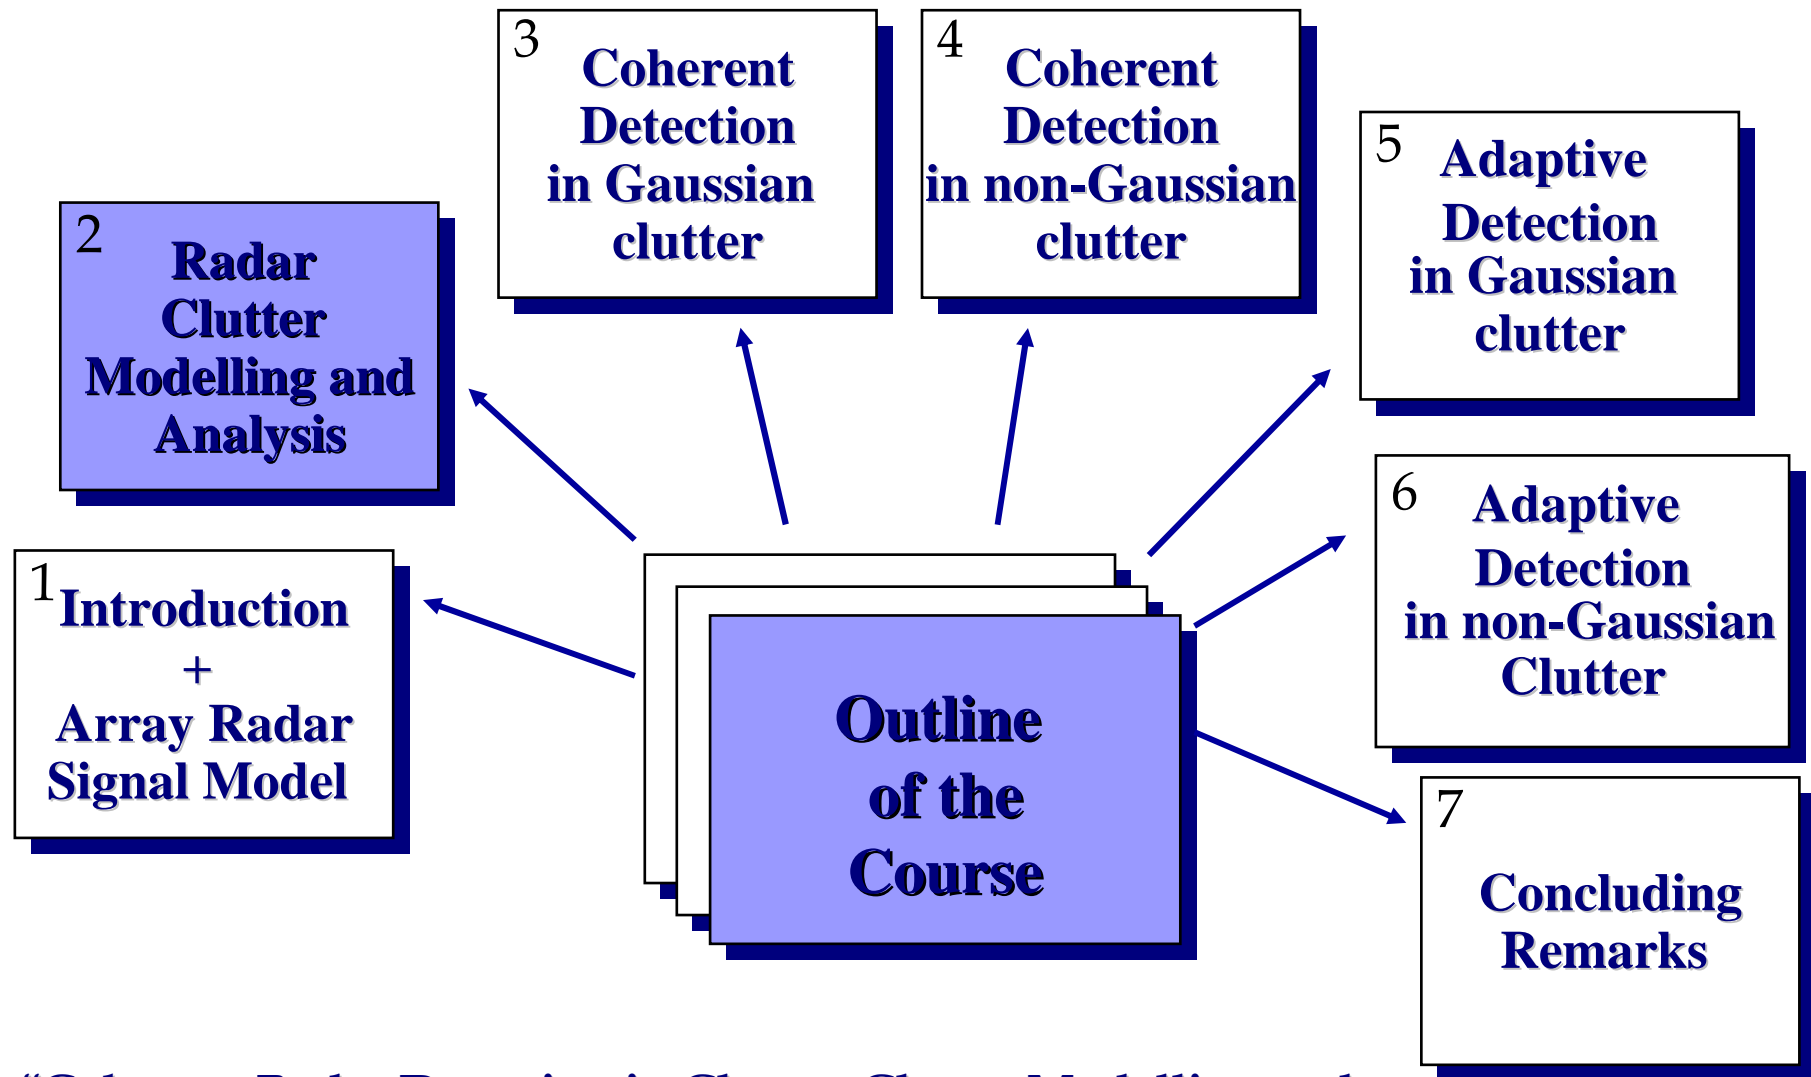 1
Introduction
+
Array Radar
Signal Model
2
Radar
Clutter
Modelling and
Analysis
3
Coherent
Detection
in Gaussian
clutter
4
Coherent
Detection
in non-Gaussian
clutter
5
Adaptive
Detection
in Gaussian
clutter
6
Adaptive
Detection
in non-Gaussian
Clutter
7
Concluding
Remarks
Outline
of the
Course